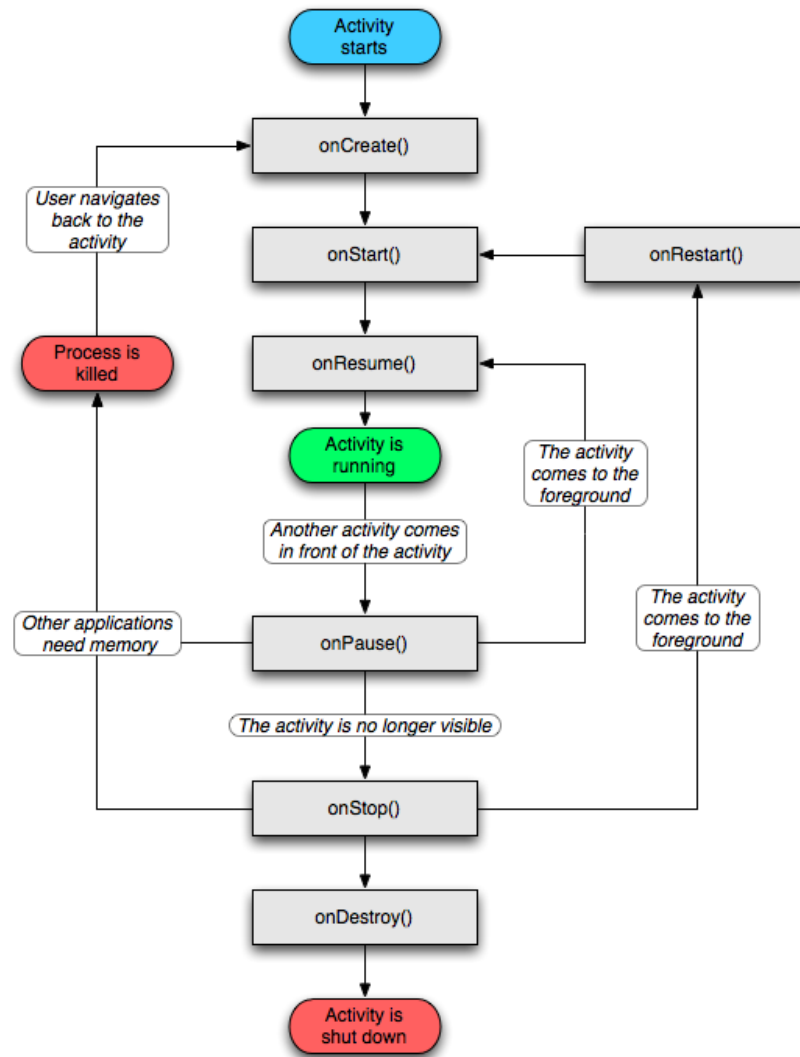 Activity
starts
onCreate()
User navigates
back to the
activity
onStart()
onRestart()
Process is
killed
onResume()
Activity is
running
The activity
comes to the
foreground
Another activity comes
in front of the activity
The activity
comes to the
foreground
Other applications
need memory
onPause()
The activity is no longer visible
onStop()
onDestroy()
Activity is
shut down